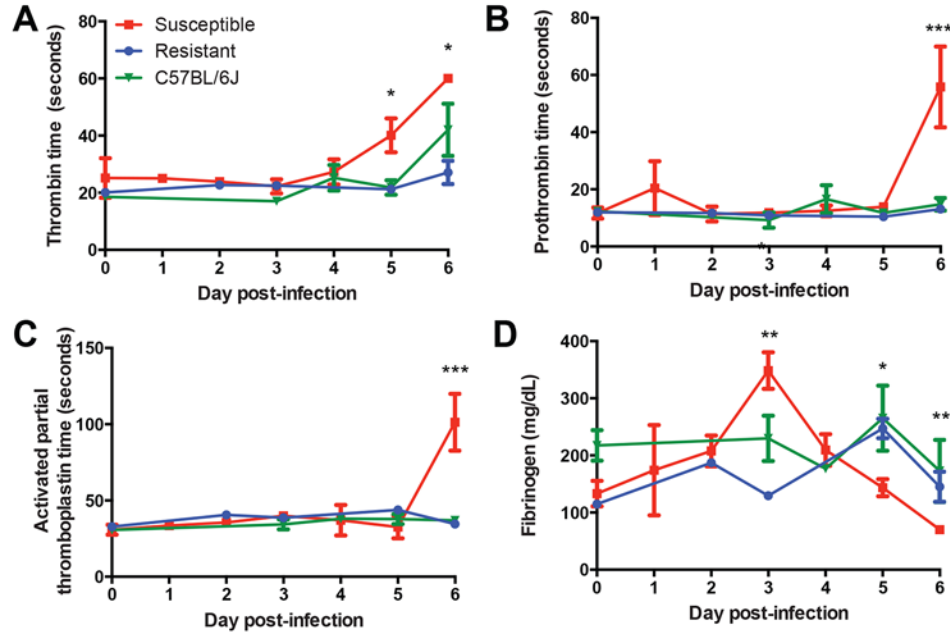 A
Thrombin time (seconds)
80
60
40
20
0
Susceptible
Resistant
C57BL/6J
*
*
0 1 2 3 4 5 6
Day post-infection
B
Prothrombin time (seconds)
80
60
40
20
0
***
*
0 1 2 3 4 5 6
Day post-infection
C
Activated partial
thromboplastin time (seconds)
150
100
50
0
***
0 1 2 3 4 5 6
Day post-infection
D
Fibrinogen (mg/dL)
400
300
200
100
0
**
*
**
0 1 2 3 4 5 6
Day post-infection